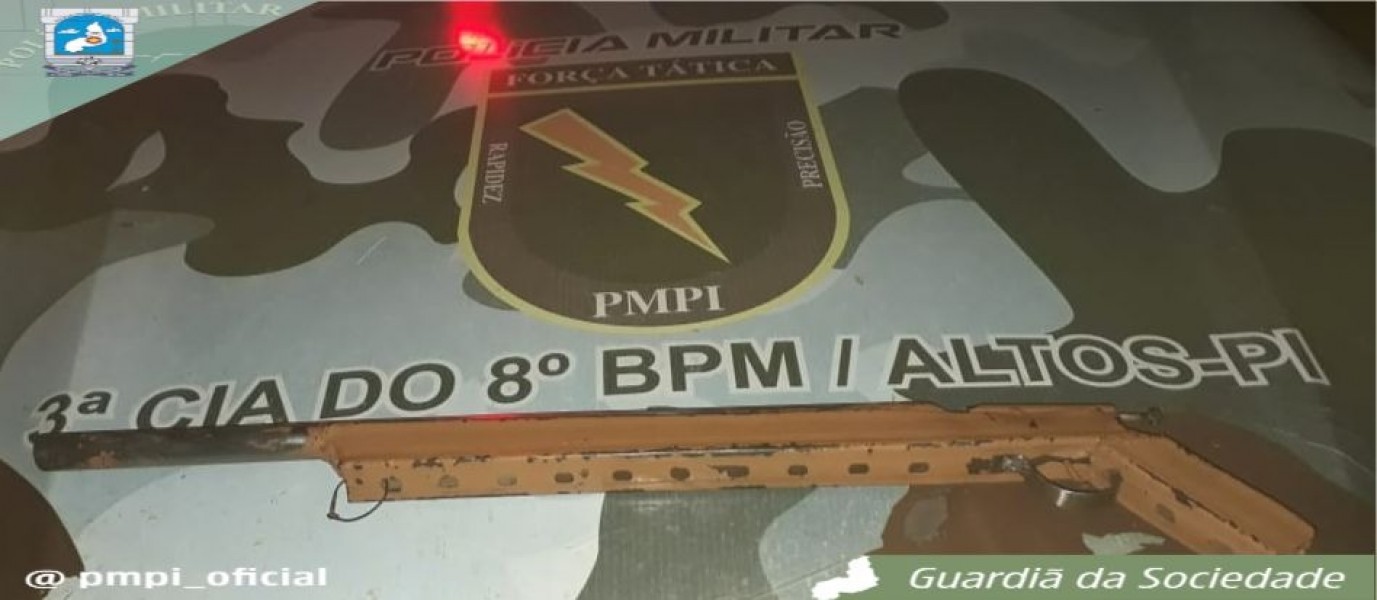 POLÍCIA MILITAR
FORÇA TÁTICA
RAPIDEZ
PRECISÃO
PMPI
3ª CIA DO 8º BPM / ALTOS-PI
@ pmpi_oficial
Guardiã da Sociedade